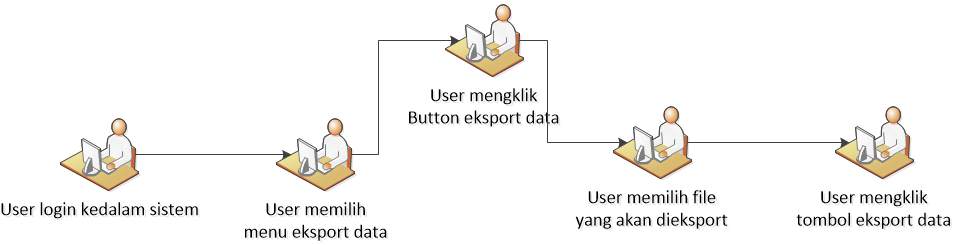 User login kedalam sistem
User memilih
menu eksport data
User mengklik
Button eksport data
User memilih file
yang akan dieksport
User mengklik
tombol eksport data